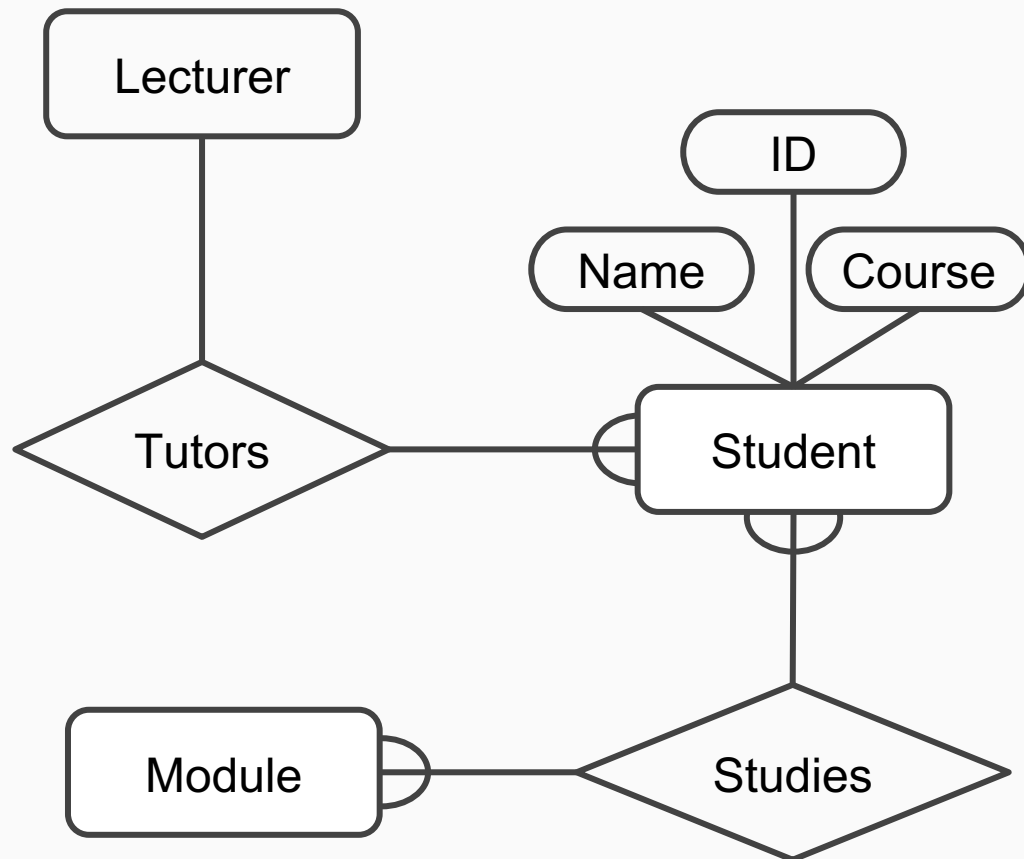 Lecturer
ID
Name
Course
Tutors
Student
Module
Studies